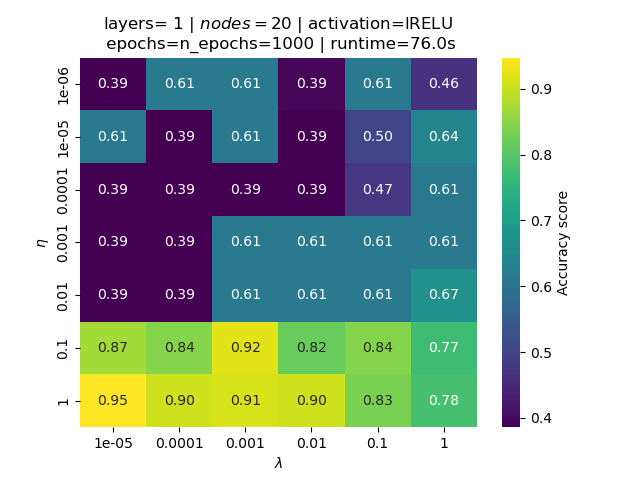 layers= 1 | nodes = 20 | activation=lRELU
epochs=n_epochs=1000 | runtime=76.0s
1e-06 0.39 0.61 0.61 0.39 0.61 0.46
1e-05 0.61 0.39 0.61 0.39 0.50 0.64
0.0001 0.39 0.39 0.39 0.39 0.47 0.61
0.001 0.39 0.39 0.61 0.61 0.61 0.61
0.01 0.39 0.39 0.61 0.61 0.61 0.67
0.1 0.87 0.84 0.92 0.82 0.84 0.77
1 0.95 0.90 0.91 0.90 0.83 0.78
η
1e-05 0.0001 0.001 0.01 0.1 1
λ
0.9
0.8
0.7
0.6
0.5
0.4
Accuracy score